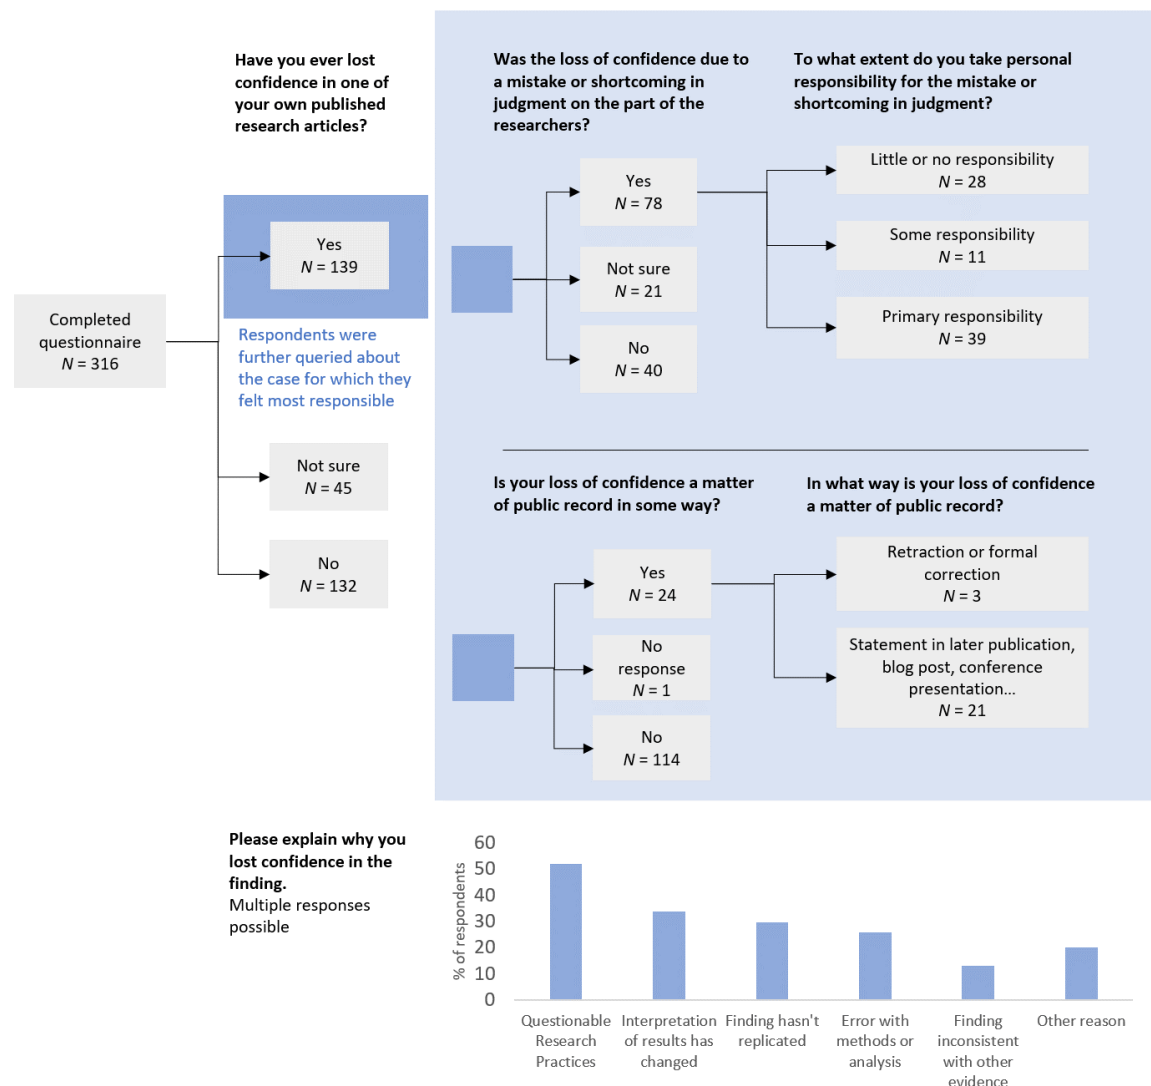 Have you ever lost
confidence in one of
your own published
research articles?
Completed
questionnaire
N = 316
Yes
N = 139
Respondents were
further queried about
the case for which they
felt most responsible
Not sure
N = 45
No
N = 132
Was the loss of confidence due to
a mistake or shortcoming in
judgment on the part of the
researchers?
Yes
N = 78
Not sure
N = 21
No
N = 40
To what extent do you take personal
responsibility for the mistake or
shortcoming in judgment?
Little or no responsibility
N = 28
Some responsibility
N = 11
Primary responsibility
N = 39
Is your loss of confidence a matter
of public record in some way?
Yes
N = 24
No
response
N = 1
No
N = 114
In what way is your loss of confidence
a matter of public record?
Retraction or formal
correction
N = 3
Statement in later publication,
blog post, conference
presentation...
N = 21
Please explain why you
lost confidence in the
finding.
Multiple responses
possible
% of respondents
60
50
40
30
20
10
0
Questionable
Research
Practices
Interpretation
of results has
changed
Finding hasn't
replicated
Error with
methods or
analysis
Finding
inconsistent
with other
evidence
Other reason